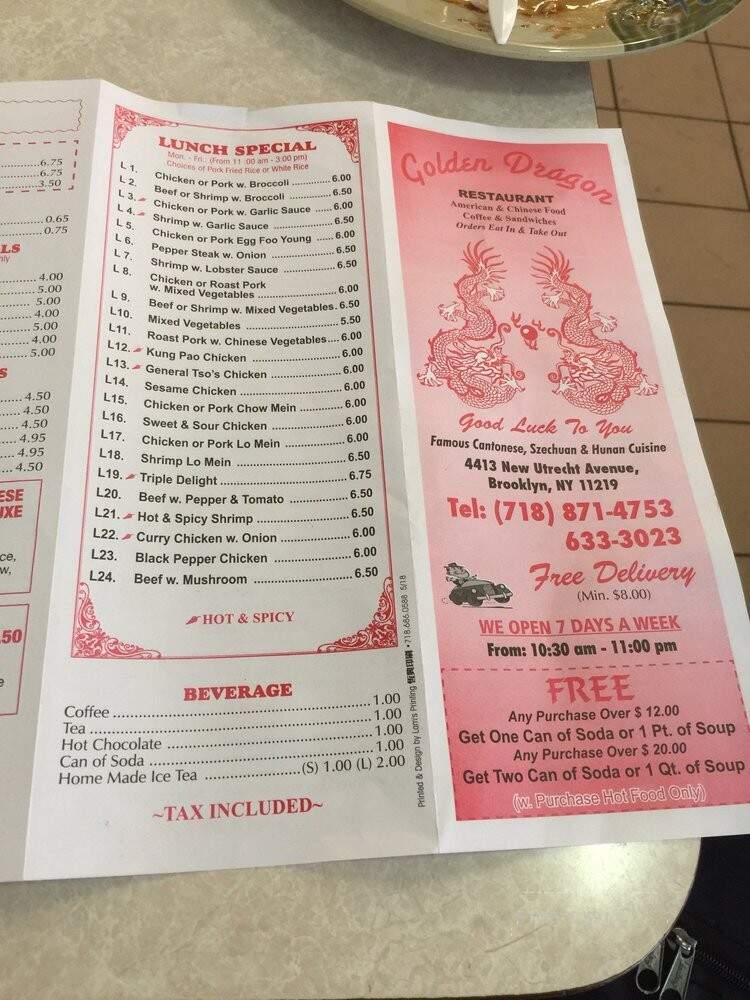 6.75
6.75
3.50
0.65
0.75
LS
nly
4.00
5.00
5.00
4.00
5.00
4.00
5.00
S
4.50
4.50
4.50
4.95
4.95
4.50
ESE
UXE
ce,
w,
.50
e
LUNCH SPECIAL
Mon. - Fri.: (From 11 :00 am - 3:00 pm)
Choices of Pork Fried Rice or White Rice
L 1. Chicken or Pork w. Broccoli 6.00
L 2. Beef or Shrimp w. Broccoli 6.50
L 3. Chicken or Pork w. Garlic Sauce 6.00
L 4. Shrimp w. Garlic Sauce 6.50
L 5. Chicken or Pork Egg Foo Young 6.00
L 6. Pepper Steak w. Onion 6.50
L 7. Shrimp w. Lobster Sauce 6.50
L 8. Chicken or Roast Pork
w. Mixed Vegetables 6.00
L 9. Beef or Shrimp w. Mixed Vegetables 6.50
L10. Mixed Vegetables 5.50
L11. Roast Pork w. Chinese Vegetables 6.00
L12. Kung Pao Chicken 6.00
L13. General Tso's Chicken 6.00
L14. Sesame Chicken 6.00
L15. Chicken or Pork Chow Mein 6.00
L16. Sweet & Sour Chicken 6.00
L17. Chicken or Pork Lo Mein 6.00
L18. Shrimp Lo Mein 6.50
L19. Triple Delight 6.75
L20. Beef w. Pepper & Tomato 6.50
L21. Hot & Spicy Shrimp 6.50
L22. Curry Chicken w. Onion 6.00
L23. Black Pepper Chicken 6.00
L24. Beef w. Mushroom 6.50
HOT & SPICY
BEVERAGE
Coffee 1.00
Tea 1.00
Hot Chocolate 1.00
Can of Soda 1.00
Home Made Ice Tea (S) 1.00 (L) 2.00
~TAX INCLUDED~
Printed & Design by Lam's Printing 恆興印刷 • 718.686.0588 5/18
Golden Dragon
RESTAURANT
American & Chinese Food
Coffee & Sandwiches
Orders Eat In & Take Out
Good Luck To You
Famous Cantonese, Szechuan & Hunan Cuisine
4413 New Utrecht Avenue,
Brooklyn, NY 11219
Tel: (718) 871-4753
633-3023
Free Delivery
(Min. $8.00)
WE OPEN 7 DAYS A WEEK
From: 10:30 am - 11:00 pm
FREE
Any Purchase Over $ 12.00
Get One Can of Soda or 1 Pt. of Soup
Any Purchase Over $ 20.00
Get Two Can of Soda or 1 Qt. of Soup
(w. Purchase Hot Food Only)